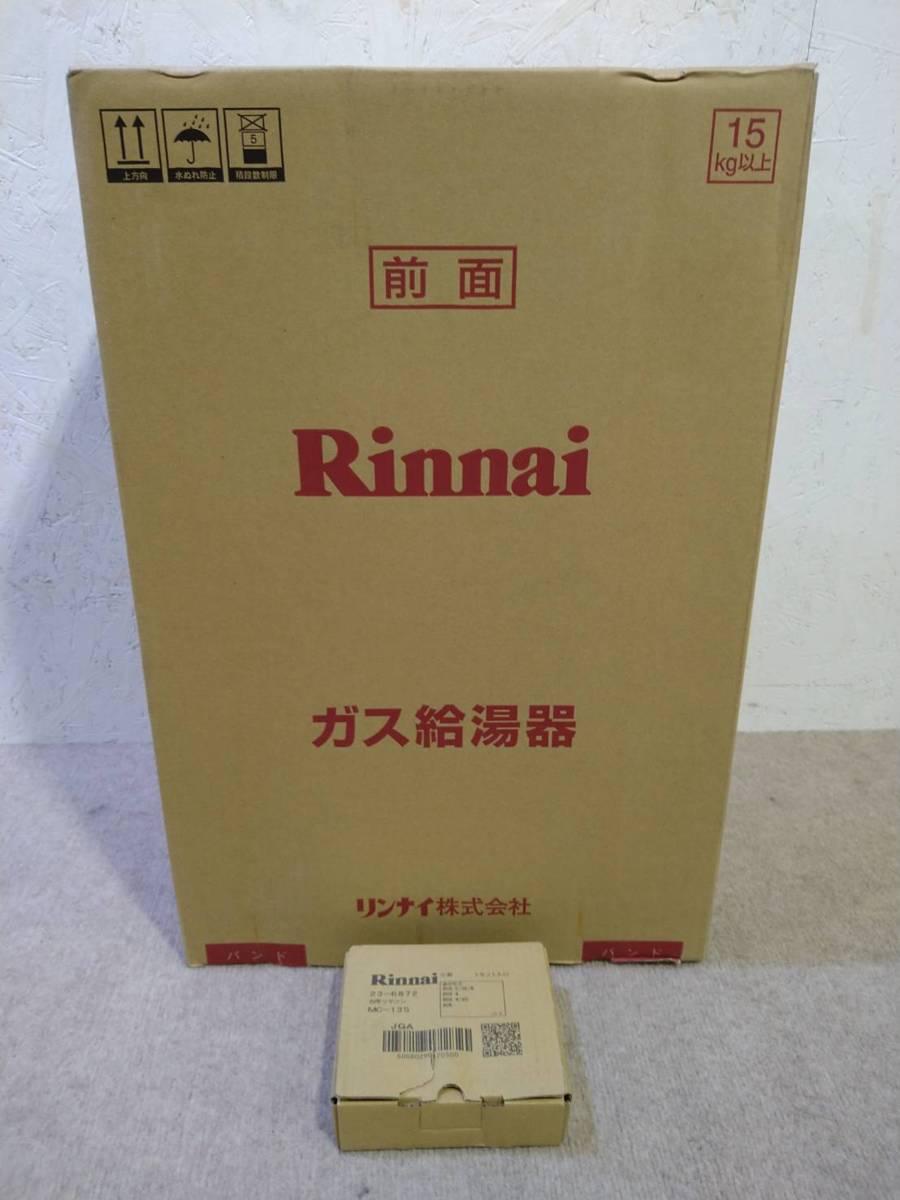 上方向
水ぬれ防止
5
積段数制限
15
kg以上
前面
Rinnai
ガス給湯器
リンナイ株式会社
バンド
バンド
Rinnai
23-6872
MC-135
JGA